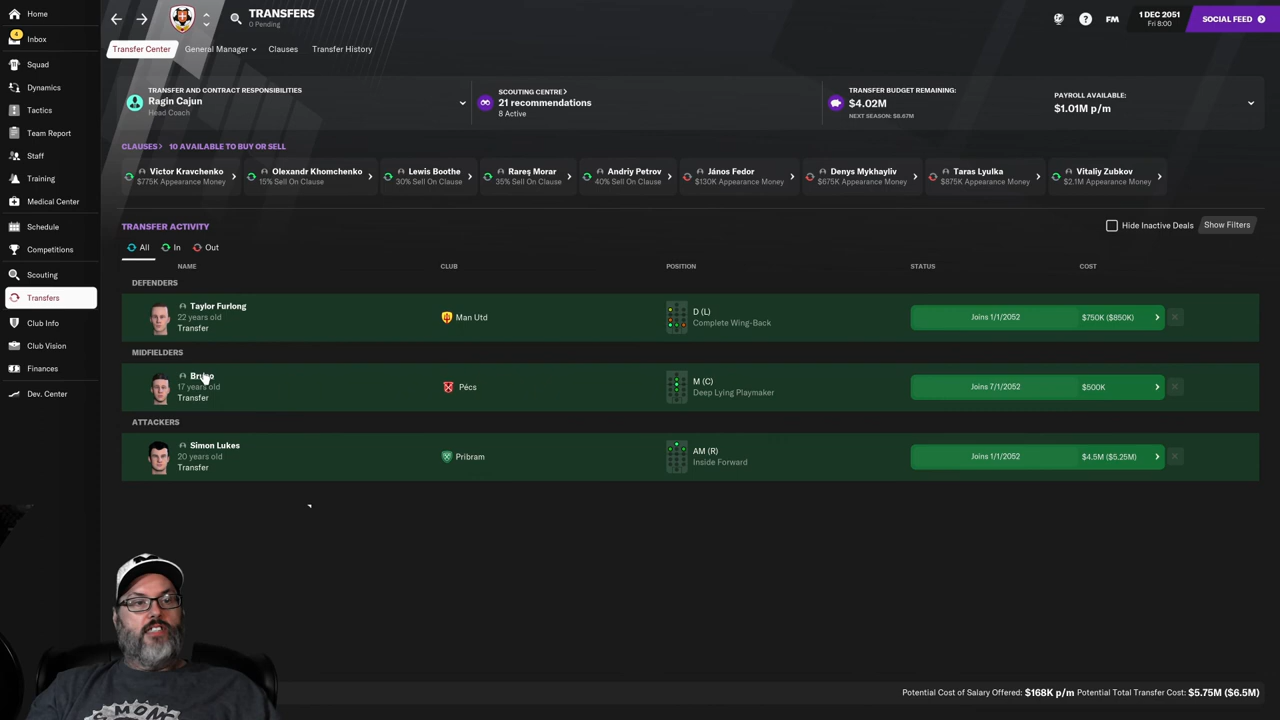 Home
4
Inbox
Squad
Dynamics
Tactics
Team Report
Staff
Training
Medical Center
Schedule
Competitions
Scouting
Transfers
Club Info
Club Vision
Finances
Dev. Center
TRANSFERS
0 Pending
?
FM
1 DEC 2051
Fri 8:00
SOCIAL FEED
Transfer Center
General Manager
Clauses
Transfer History
TRANSFER AND CONTRACT RESPONSIBILITIES
Ragin Cajun
Head Coach
SCOUTING CENTRE>
21 recommendations
8 Active
TRANSFER BUDGET REMAINING:
$4.02M
NEXT SEASON: $8.67M
PAYROLL AVAILABLE:
$1.01M p/m
CLAUSES> 10 AVAILABLE TO BUY OR SELL
Victor Kravchenko
$775K Appearance Money
Olexandr Khomchenko
15% Sell On Clause
Lewis Boothe
30% Sell On Clause
Rareş Morar
35% Sell On Clause
Andriy Petrov
40% Sell On Clause
János Fedor
$130K Appearance Money
Denys Mykhayliv
$675K Appearance Money
Taras Lyulka
$875K Appearance Money
Vitaliy Zubkov
$2.1M Appearance Money
TRANSFER ACTIVITY
Hide Inactive Deals
Show Filters
All In Out
NAME CLUB POSITION STATUS COST
DEFENDERS
Taylor Furlong
22 years old
Transfer
Man Utd
D (L)
Complete Wing-Back
Joins 1/1/2052
$750K ($850K)
MIDFIELDERS
17 years old
Transfer
Pécs
M (C)
Deep Lying Playmaker
Joins 7/1/2052
$500K
ATTACKERS
Simon Lukes
20 years old
Transfer
Pribram
AM (R)
Inside Forward
Joins 1/1/2052
$4.5M ($5.25M)
Potential Cost of Salary Offered: $168K p/m Potential Total Transfer Cost: $5.75M ($6.5M)